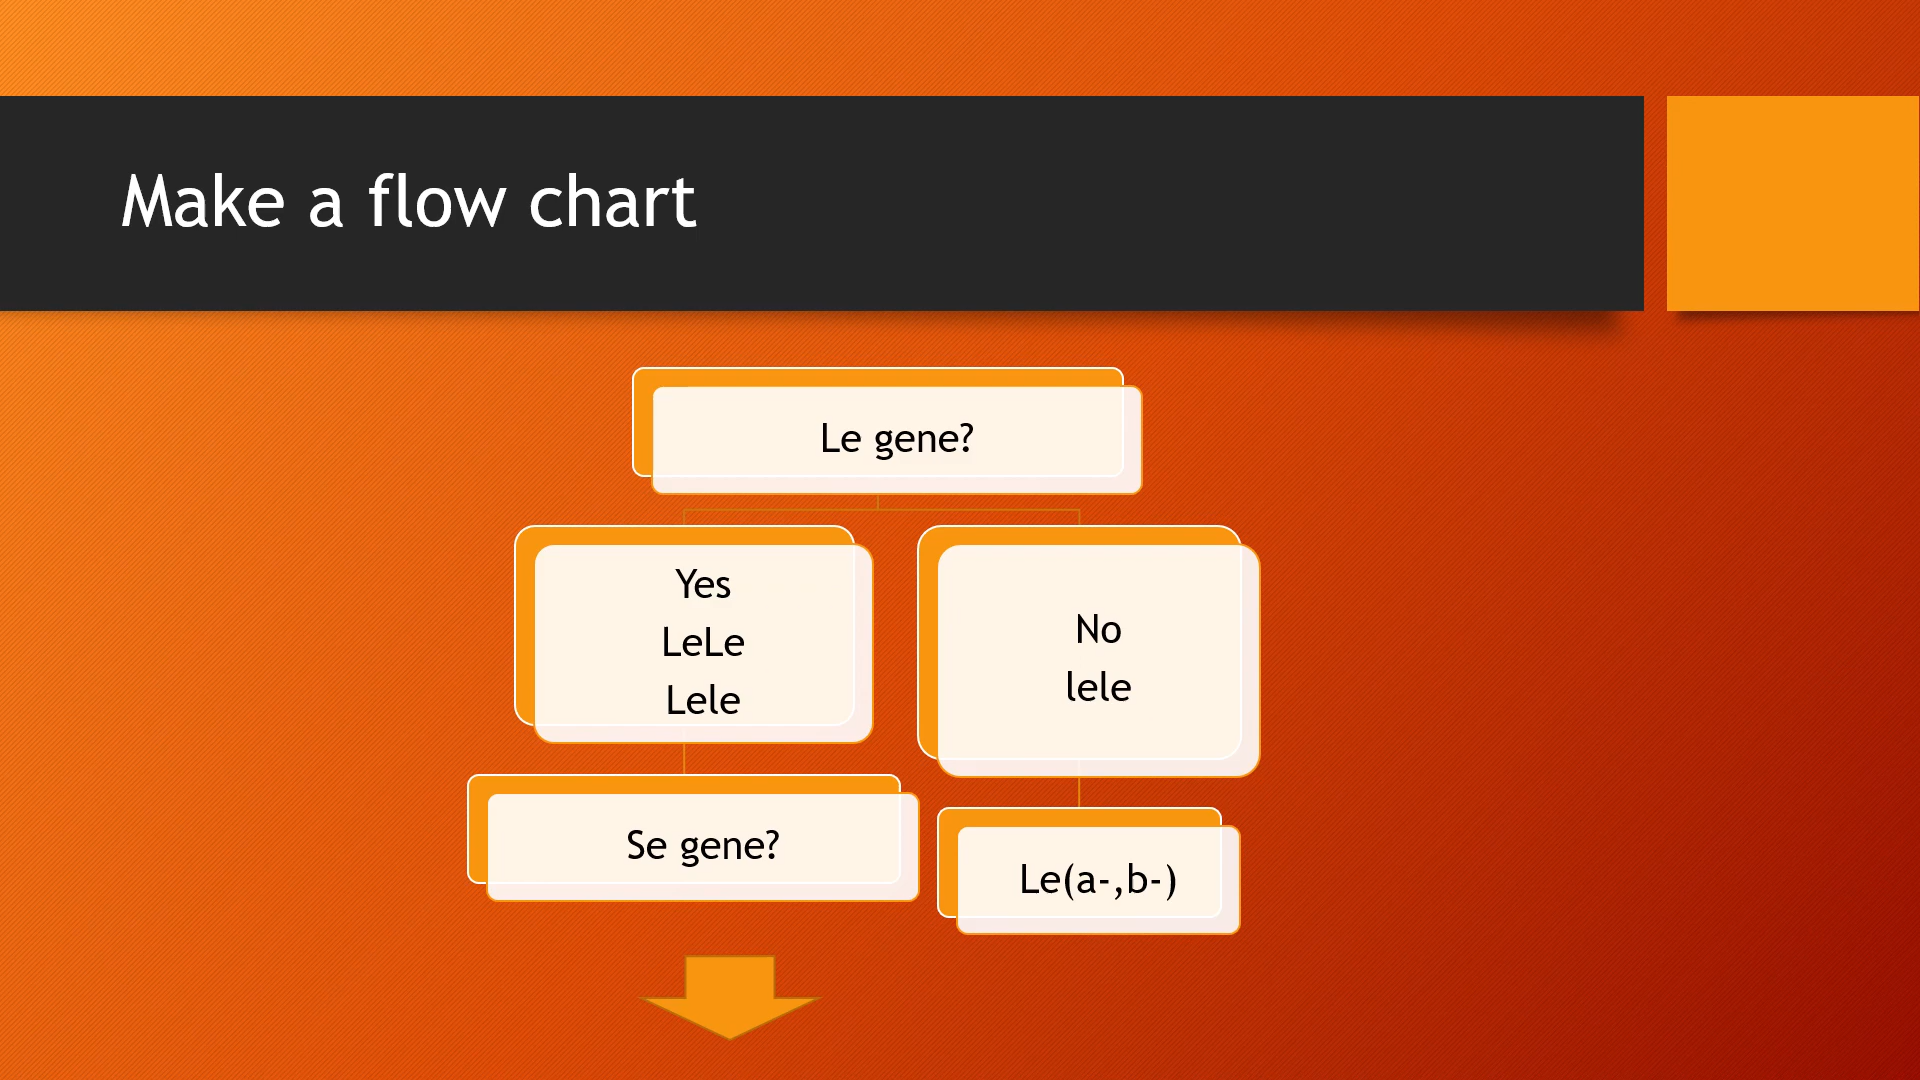 Make a flow chart
Le gene?
Yes
LeLe
Lele
No
lele
Se gene?
Le(a-,b-)